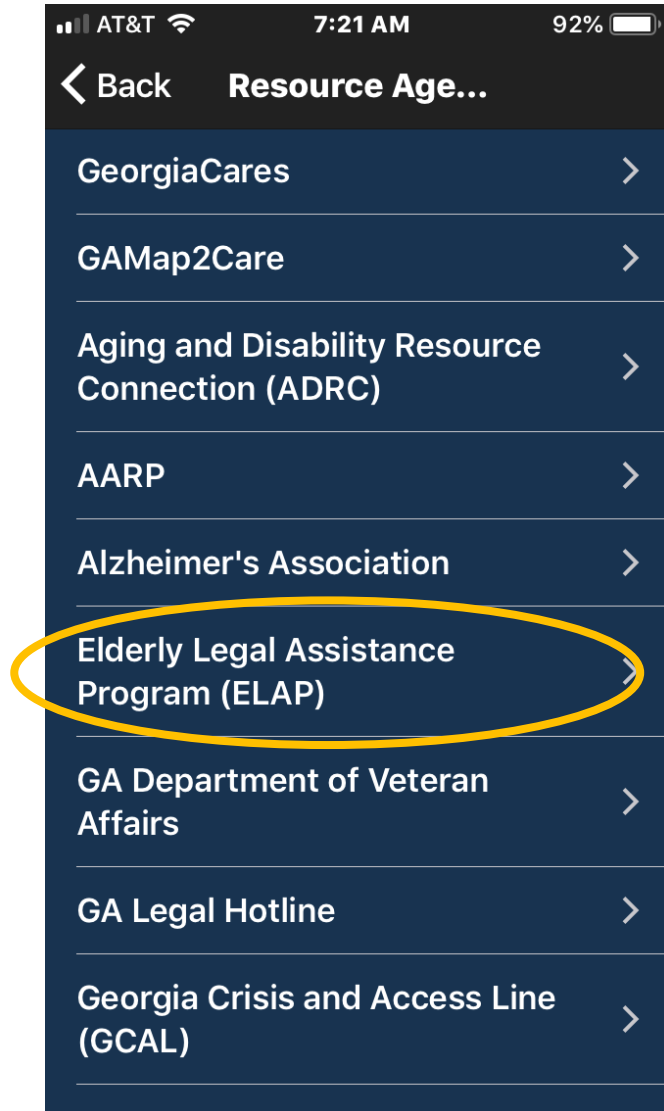 AT&T 7:21 AM 92%
Back Resource Age...
GeorgiaCares
GAMap2Care
Aging and Disability Resource
Connection (ADRC)
AARP
Alzheimer's Association
Elderly Legal Assistance
Program (ELAP)
GA Department of Veteran
Affairs
GA Legal Hotline
Georgia Crisis and Access Line
(GCAL)